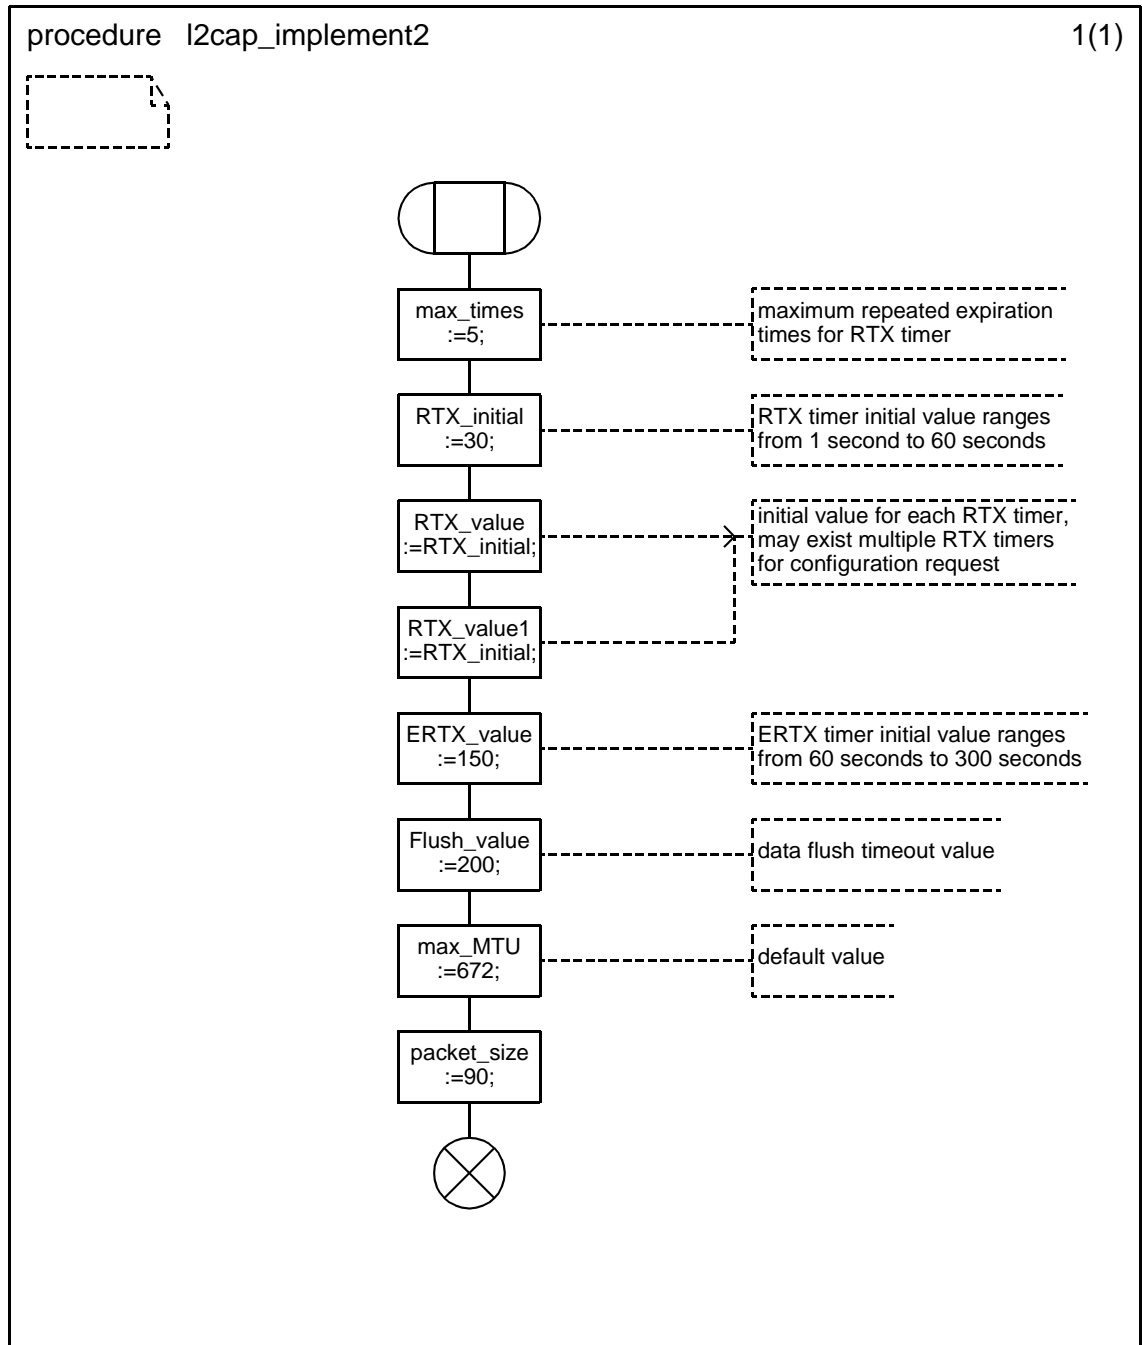 procedure l2cap_implement2 1(1)
max_times
:=5;
maximum repeated expiration
times for RTX timer
RTX_initial
:=30;
RTX timer initial value ranges
from 1 second to 60 seconds
RTX_value
:=RTX_initial;
initial value for each RTX timer,
may exist multiple RTX timers
for configuration request
RTX_value1
:=RTX_initial;
ERTX_value
:=150;
ERTX timer initial value ranges
from 60 seconds to 300 seconds
Flush_value
:=200;
data flush timeout value
max_MTU
:=672;
default value
packet_size
:=90;